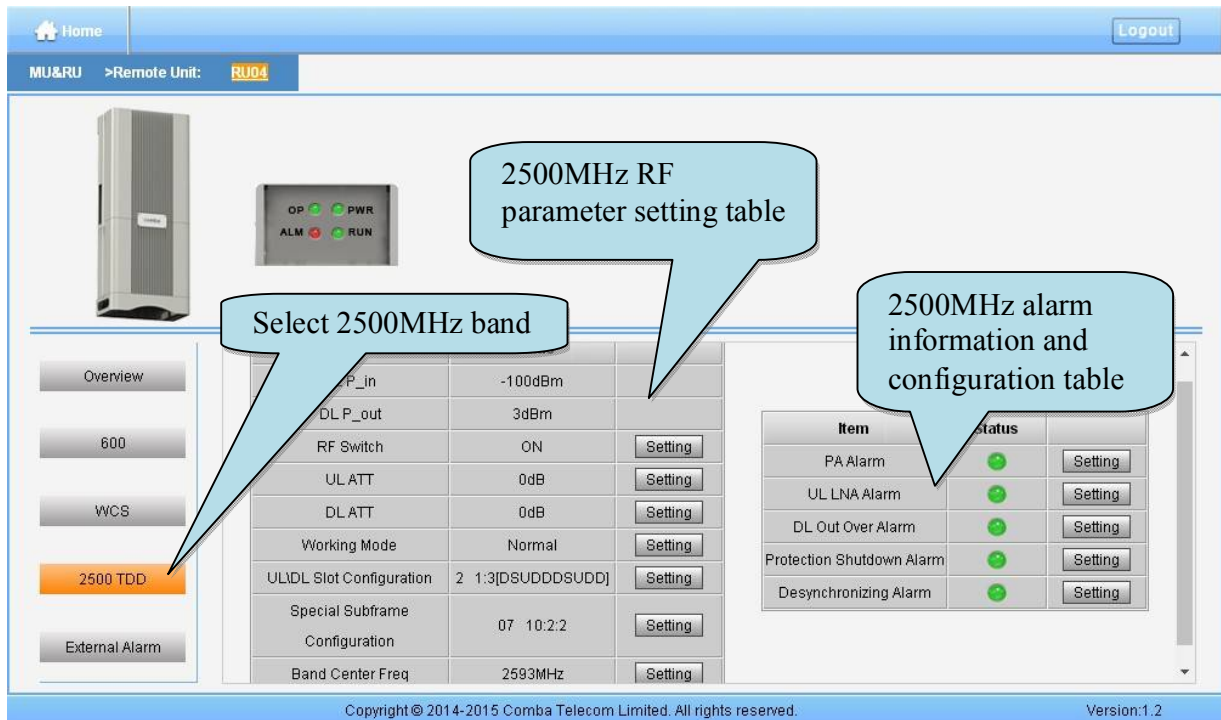 Home
Logout
MU&RU >Remote Unit: RU04
comba
OP PWR
ALM RUN
2500MHz RF
parameter setting table
Select 2500MHz band
2500MHz alarm
information and
configuration table
Overview
600
WCS
2500 TDD
External Alarm
P_in -100dBm
DL P_out 3dBm
RF Switch ON Setting
UL ATT 0dB Setting
DL ATT 0dB Setting
Working Mode Normal Setting
UL\DL Slot Configuration 2 1:3[DSUDDDSUDD] Setting
Special Subframe
Configuration 07 10:2:2 Setting
Band Center Freq 2593MHz Setting
Item Status
PA Alarm Setting
UL LNA Alarm Setting
DL Out Over Alarm Setting
Protection Shutdown Alarm Setting
Desynchronizing Alarm Setting
Copyright © 2014-2015 Comba Telecom Limited. All rights reserved. Version:1.2